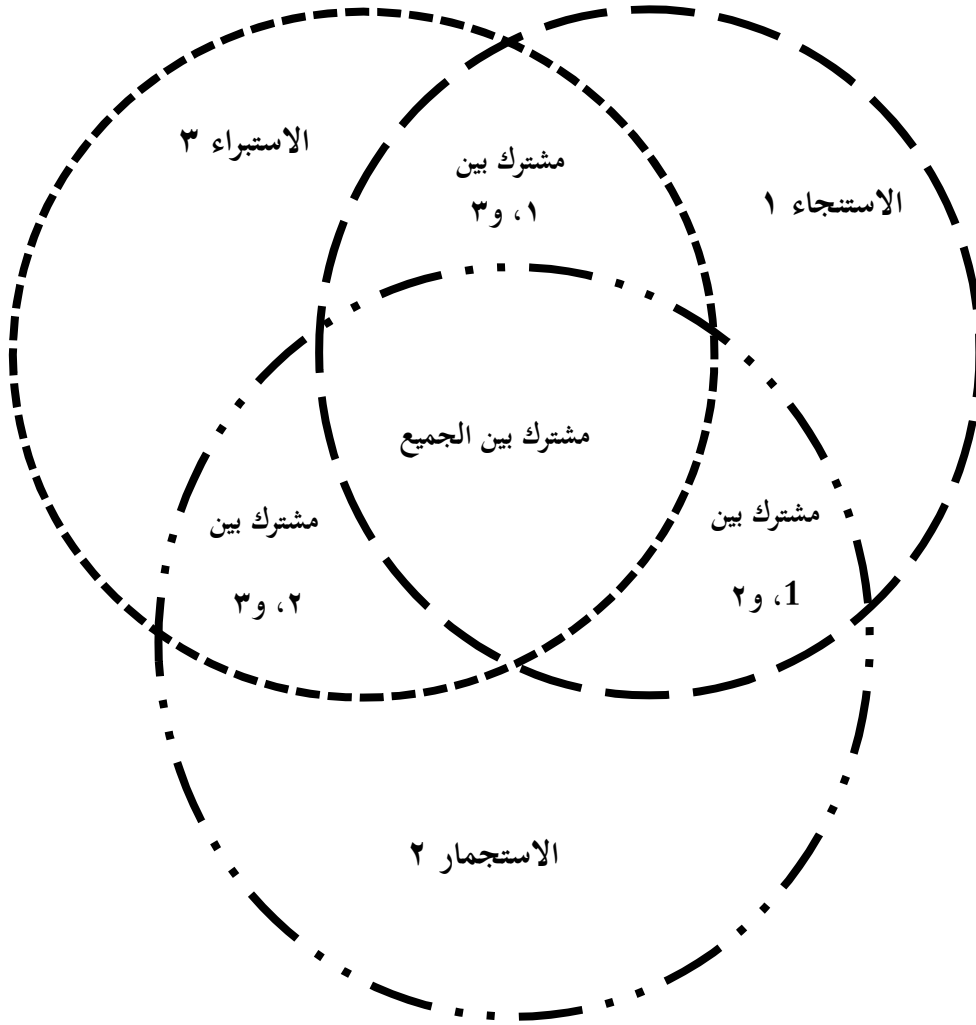 الاستنجاء ١
مشترك بين
١، و٣
الاستبراء ٣
مشترك بين الجميع
مشترك بين
1، و٢
مشترك بين
٢، و٣
الاستجمار ٢